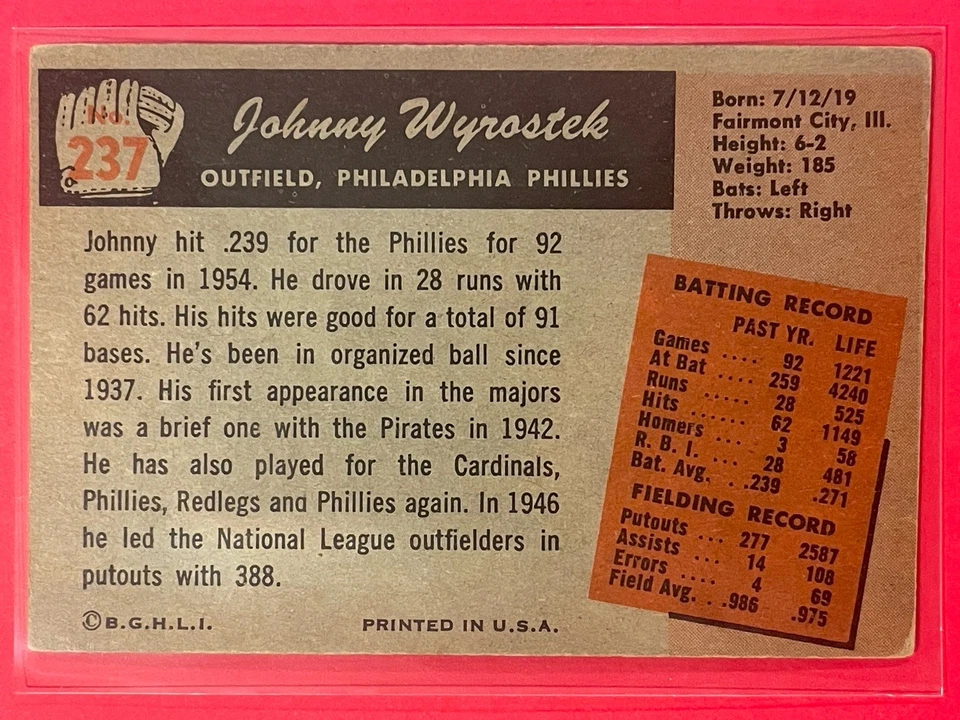 No.
237
Johnny Wyrostek
OUTFIELD, PHILADELPHIA PHILLIES
Born: 7/12/19
Fairmont City, Ill.
Height: 6-2
Weight: 185
Bats: Left
Throws: Right
Johnny hit .239 for the Phillies for 92
games in 1954. He drove in 28 runs with
62 hits. His hits were good for a total of 91
bases. He's been in organized ball since
1937. His first appearance in the majors
was a brief one with the Pirates in 1942.
He has also played for the Cardinals,
Phillies, Redlegs and Phillies again. In 1946
he led the National League outfielders in
putouts with 388.
©B.G.H.L.I. PRINTED IN U.S.A.
BATTING RECORD
PAST YR. LIFE
Games .... 92 1221
At Bat .... 259 4240
Runs ..... 28 525
Hits ...... 62 1149
Homers ... 3 58
R. B. I. ... 28 481
Bat. Avg. . .239 .271
FIELDING RECORD
Putouts ... 277 2587
Assists .... 14 108
Errors .... 4 69
Field Avg. . .986 .975